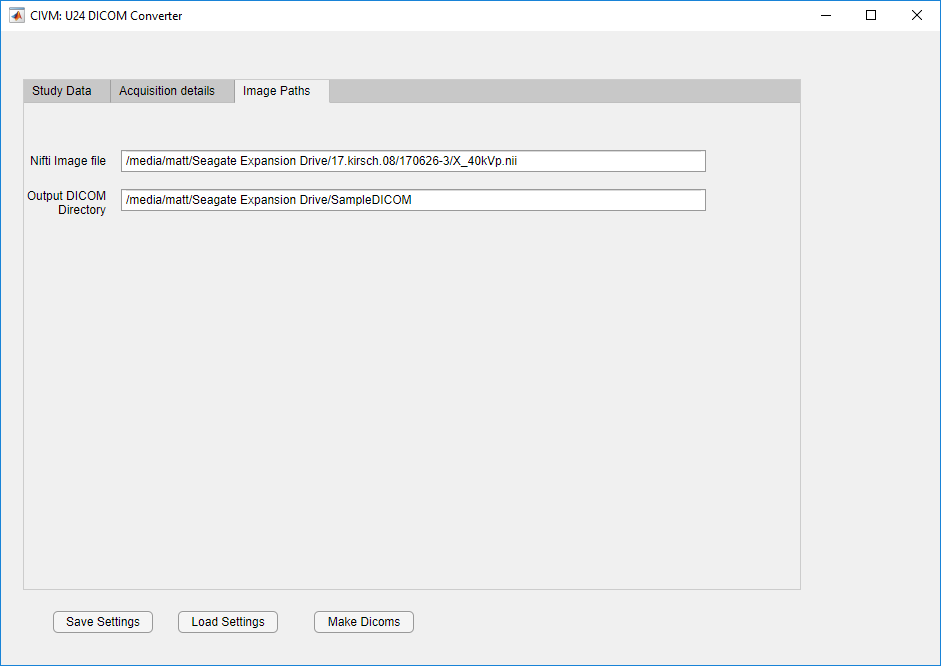 CIVM: U24 DICOM Converter
Study Data Acquisition details Image Paths
Nifti Image file /media/matt/Seagate Expansion Drive/17.kirsch.08/170626-3/X_40kVp.nii
Output DICOM
Directory /media/matt/Seagate Expansion Drive/SampleDICOM
Save Settings Load Settings Make Dicoms